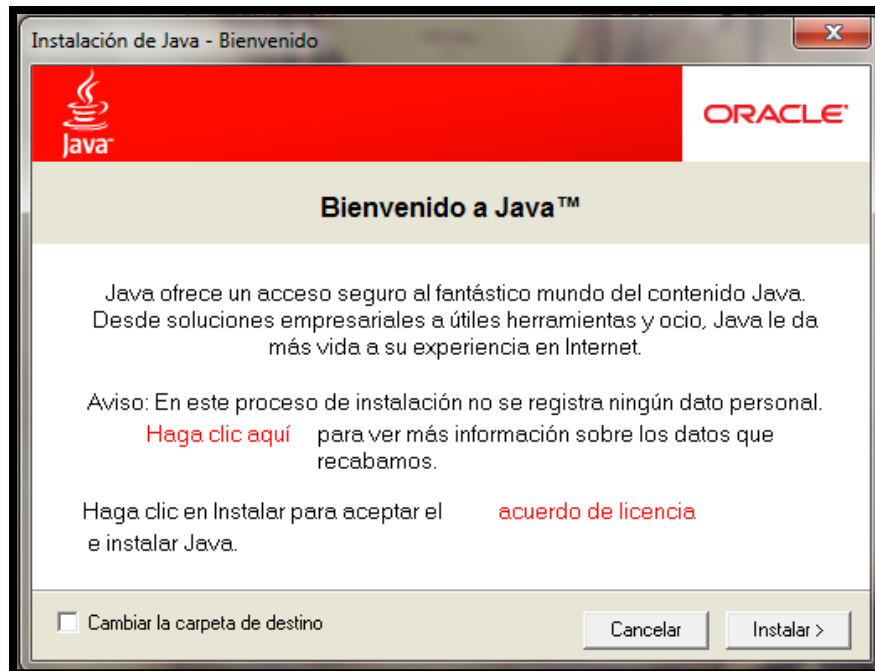 Instalación de Java - Bienvenido
Java™
ORACLE®
Bienvenido a Java™
Java ofrece un acceso seguro al fantástico mundo del contenido Java.
Desde soluciones empresariales a útiles herramientas y ocio, Java le da
más vida a su experiencia en Internet.
Aviso: En este proceso de instalación no se registra ningún dato personal.
Haga clic aquí para ver más información sobre los datos que
recabamos.
Haga clic en Instalar para aceptar el acuerdo de licencia
e instalar Java.
Cambiar la carpeta de destino
Cancelar
Instalar >